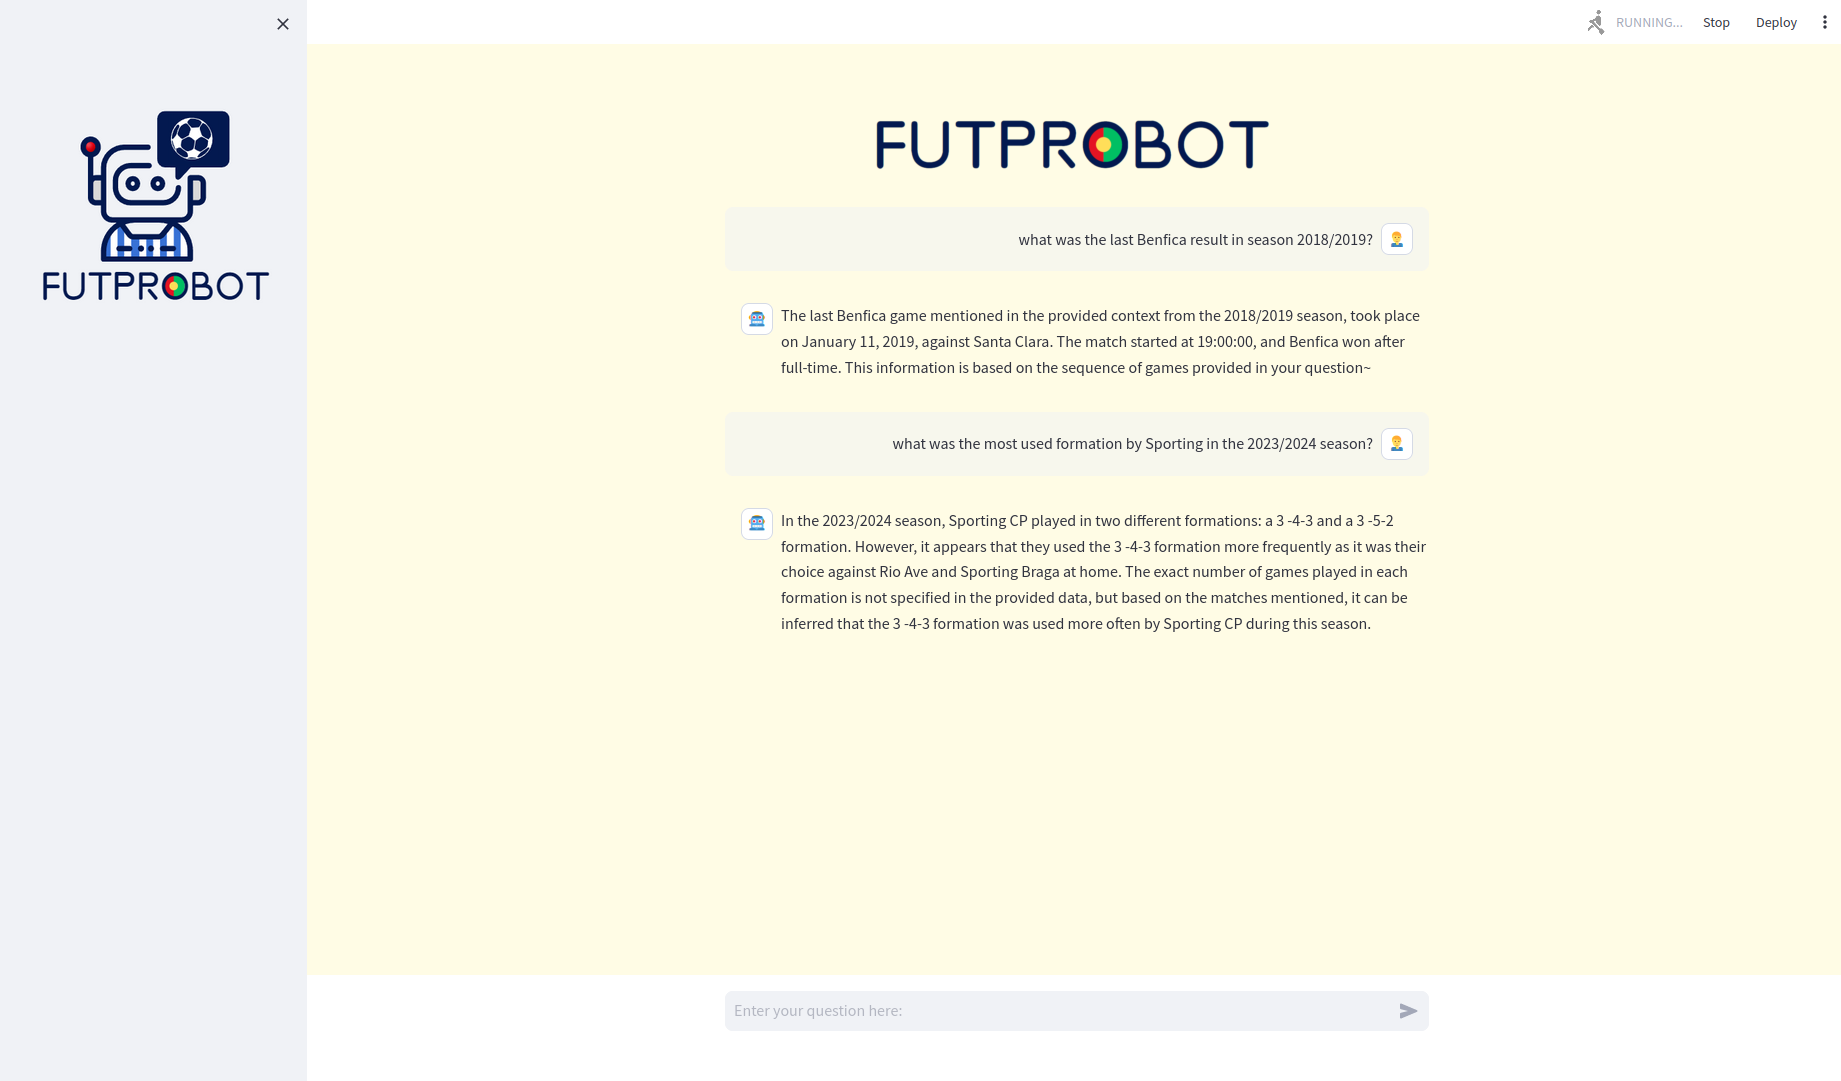 RUNNING...
Stop
Deploy
FUTPROBOT
FUTPROBOT
what was the last Benfica result in season 2018/2019?
The last Benfica game mentioned in the provided context from the 2018/2019 season, took place
on January 11, 2019, against Santa Clara. The match started at 19:00:00, and Benfica won after
full-time. This information is based on the sequence of games provided in your question~
what was the most used formation by Sporting in the 2023/2024 season?
In the 2023/2024 season, Sporting CP played in two different formations: a 3 -4-3 and a 3 -5-2
formation. However, it appears that they used the 3 -4-3 formation more frequently as it was their
choice against Rio Ave and Sporting Braga at home. The exact number of games played in each
formation is not specified in the provided data, but based on the matches mentioned, it can be
inferred that the 3 -4-3 formation was used more often by Sporting CP during this season.
Enter your question here: